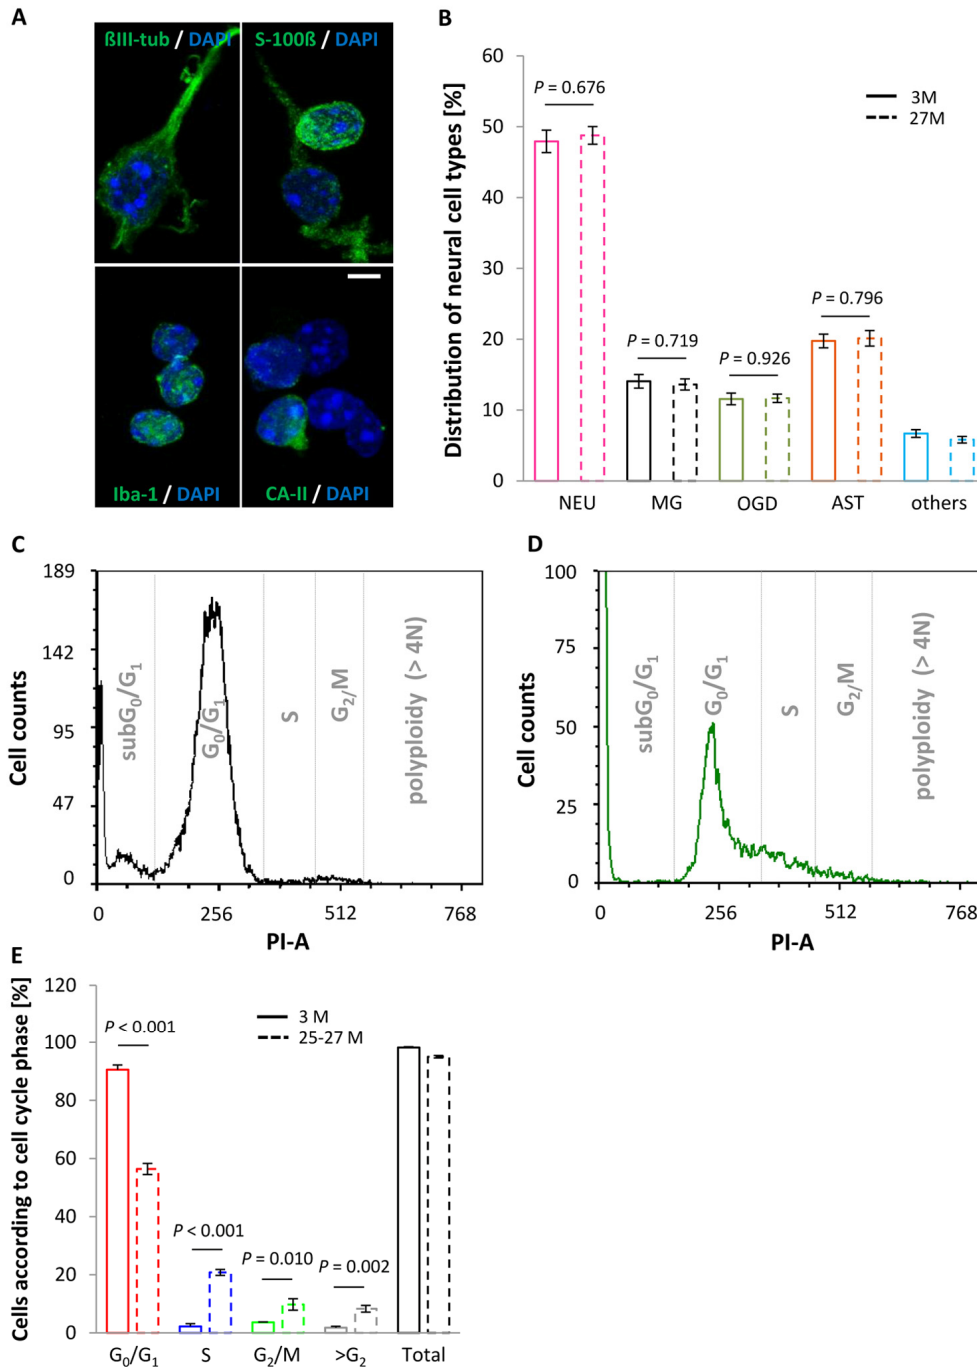 A
ßIII-tub / DAPI
S-100ß / DAPI
Iba-1 / DAPI
CA-II / DAPI
B
Distribution of neural cell types [%]
60
50
40
30
20
10
0
P = 0.676
P = 0.719
P = 0.926
P = 0.796
3M
27M
NEU MG OGD AST others
C
Cell counts
189
142
95
47
0
subG0/G1
G0/G1
S
G2/M
polyploidy (> 4N)
0 256 512 768
PI-A
D
Cell counts
100
75
50
25
0
subG0/G1
G0/G1
S
G2/M
polyploidy (> 4N)
0 256 512 768
PI-A
E
Cells according to cell cycle phase [%]
120
100
80
60
40
20
0
P < 0.001
P < 0.001
P = 0.010
P = 0.002
3 M
25-27 M
G0/G1 S G2/M >G2 Total